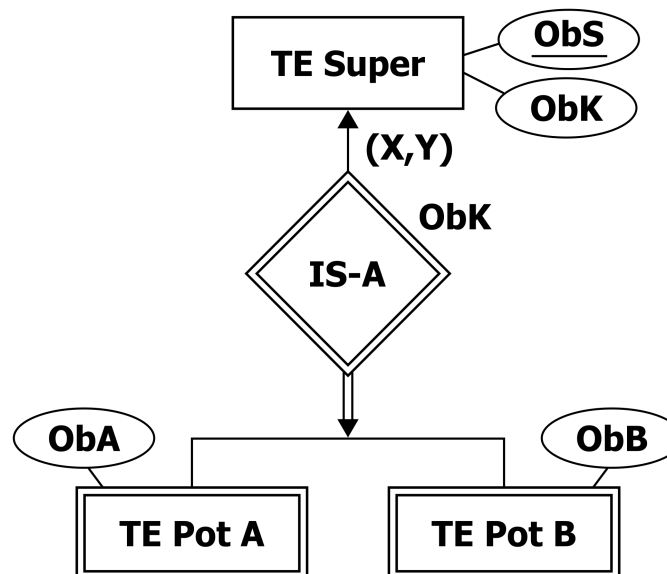 ObS
TE Super
ObK
(X,Y)
ObK
IS-A
ObA
ObB
TE Pot A
TE Pot B